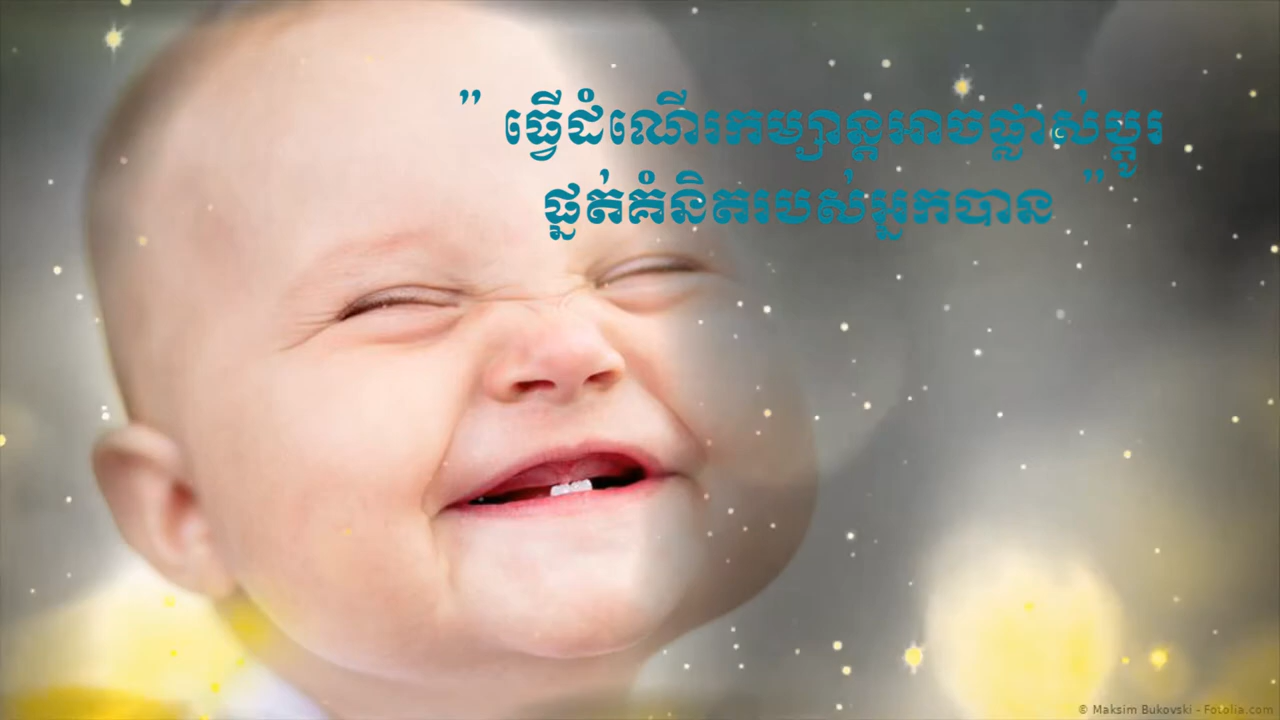 " ធ្វើដំណើរកម្សាន្តអាចផ្លាស់ប្តូរ
ផ្នត់គំនិតរបស់អ្នកបាន "
© Maksim Bukovski - Fotolia.com